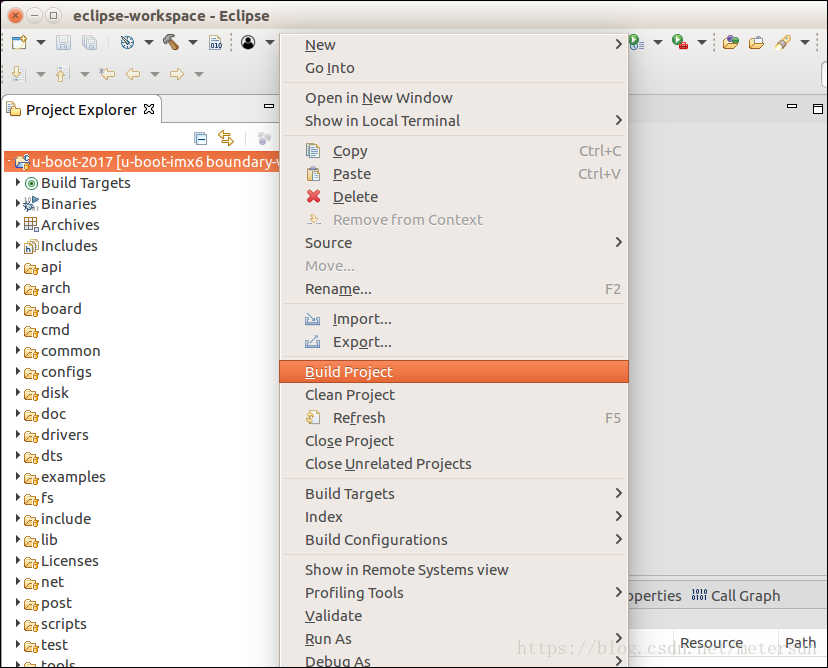 eclipse-workspace - Eclipse
Project Explorer
u-boot-2017 [u-boot-imx6 boundary-v
Build Targets
Binaries
Archives
Includes
api
arch
board
cmd
common
configs
disk
doc
drivers
dts
examples
fs
include
lib
Licenses
net
post
scripts
test
tools
New
Go Into
Open in New Window
Show in Local Terminal
Copy Ctrl+C
Paste Ctrl+V
Delete
Remove from Context
Source
Move...
Rename... F2
Import...
Export...
Build Project
Clean Project
Refresh F5
Close Project
Close Unrelated Projects
Build Targets
Index
Build Configurations
Show in Remote Systems view
Profiling Tools
Validate
Run As
Debug As
operties Call Graph
Resource Path
https://blog.csdn.net/metersun